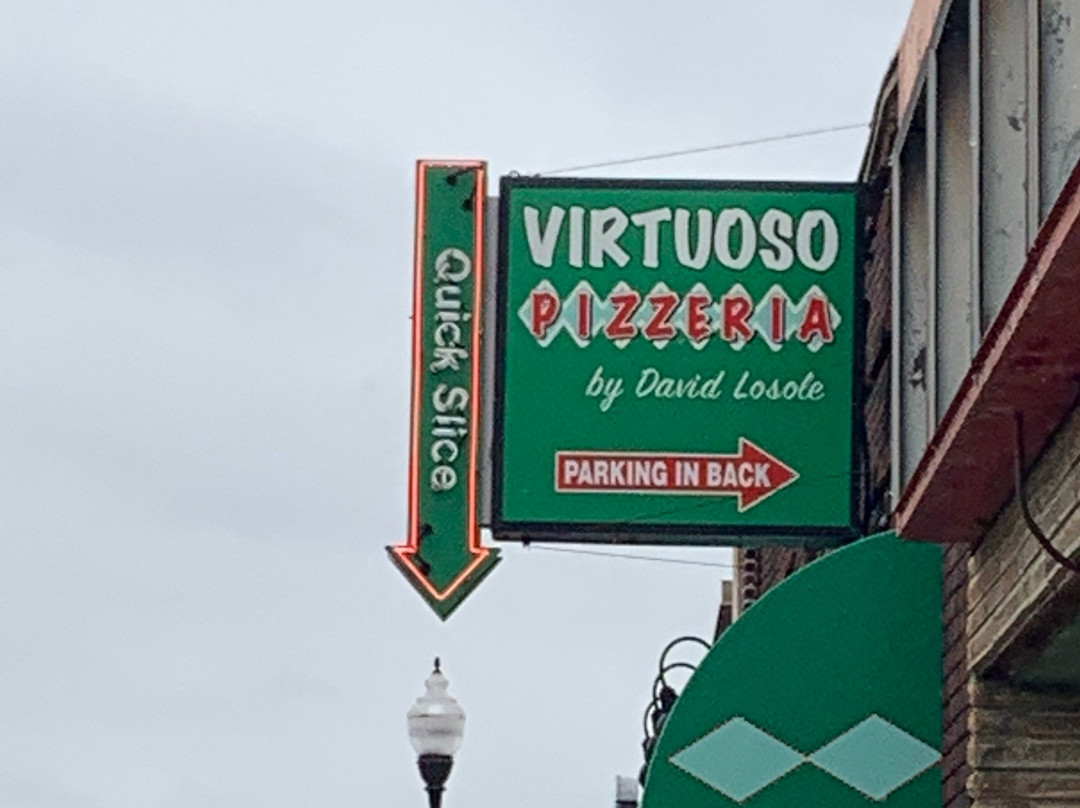 Quick Slice
VIRTUOSO
PIZZERIA
by David Losole
PARKING IN BACK